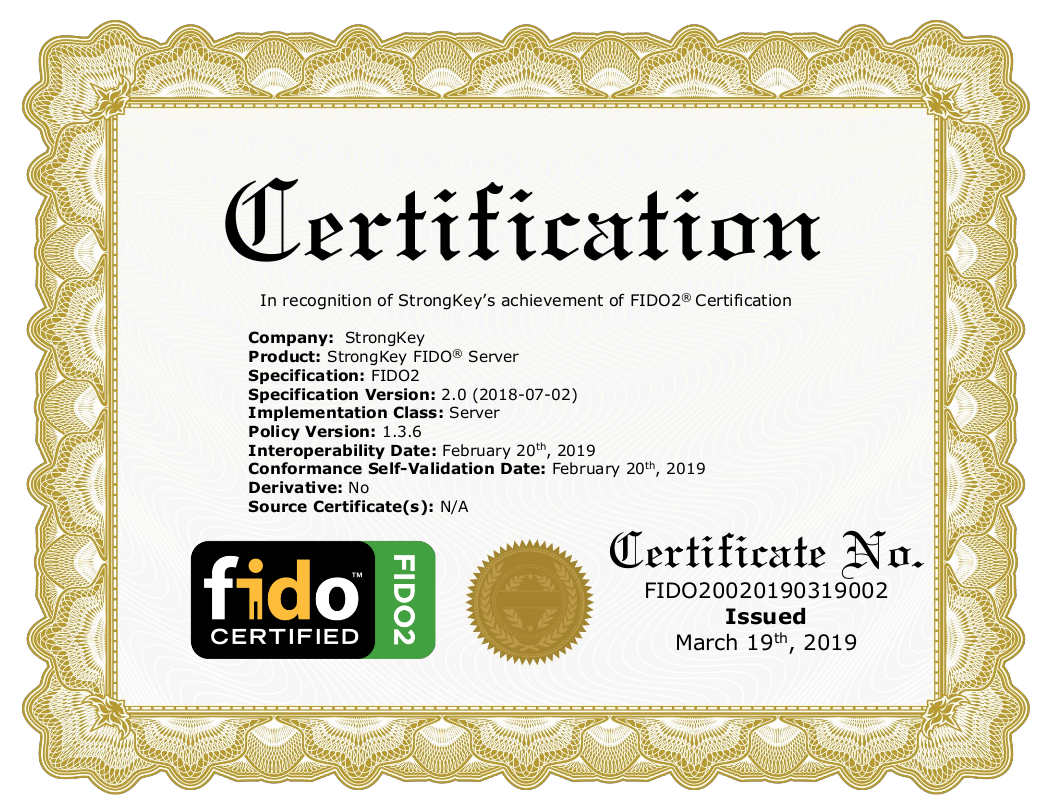 Certification
In recognition of StrongKey’s achievement of FIDO2® Certification
Company: StrongKey
Product: StrongKey FIDO® Server
Specification: FIDO2
Specification Version: 2.0 (2018-07-02)
Implementation Class: Server
Policy Version: 1.3.6
Interoperability Date: February 20th, 2019
Conformance Self-Validation Date: February 20th, 2019
Derivative: No
Source Certificate(s): N/A
fido™
CERTIFIED
FIDO2
Certificate No.
FIDO20020190319002
Issued
March 19th, 2019